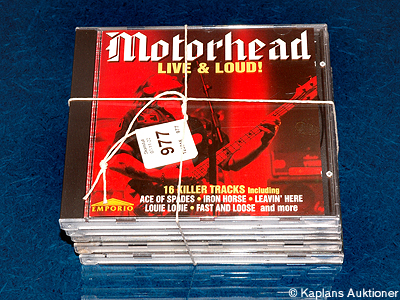 Motorhead
LIVE & LOUD!
977
16 KILLER TRACKS Including
ACE OF SPADES • IRON HORSE • LEAVIN' HERE
LOUIE LOUIE • FAST AND LOOSE and more
EMPORIO
© Kaplans Auktioner